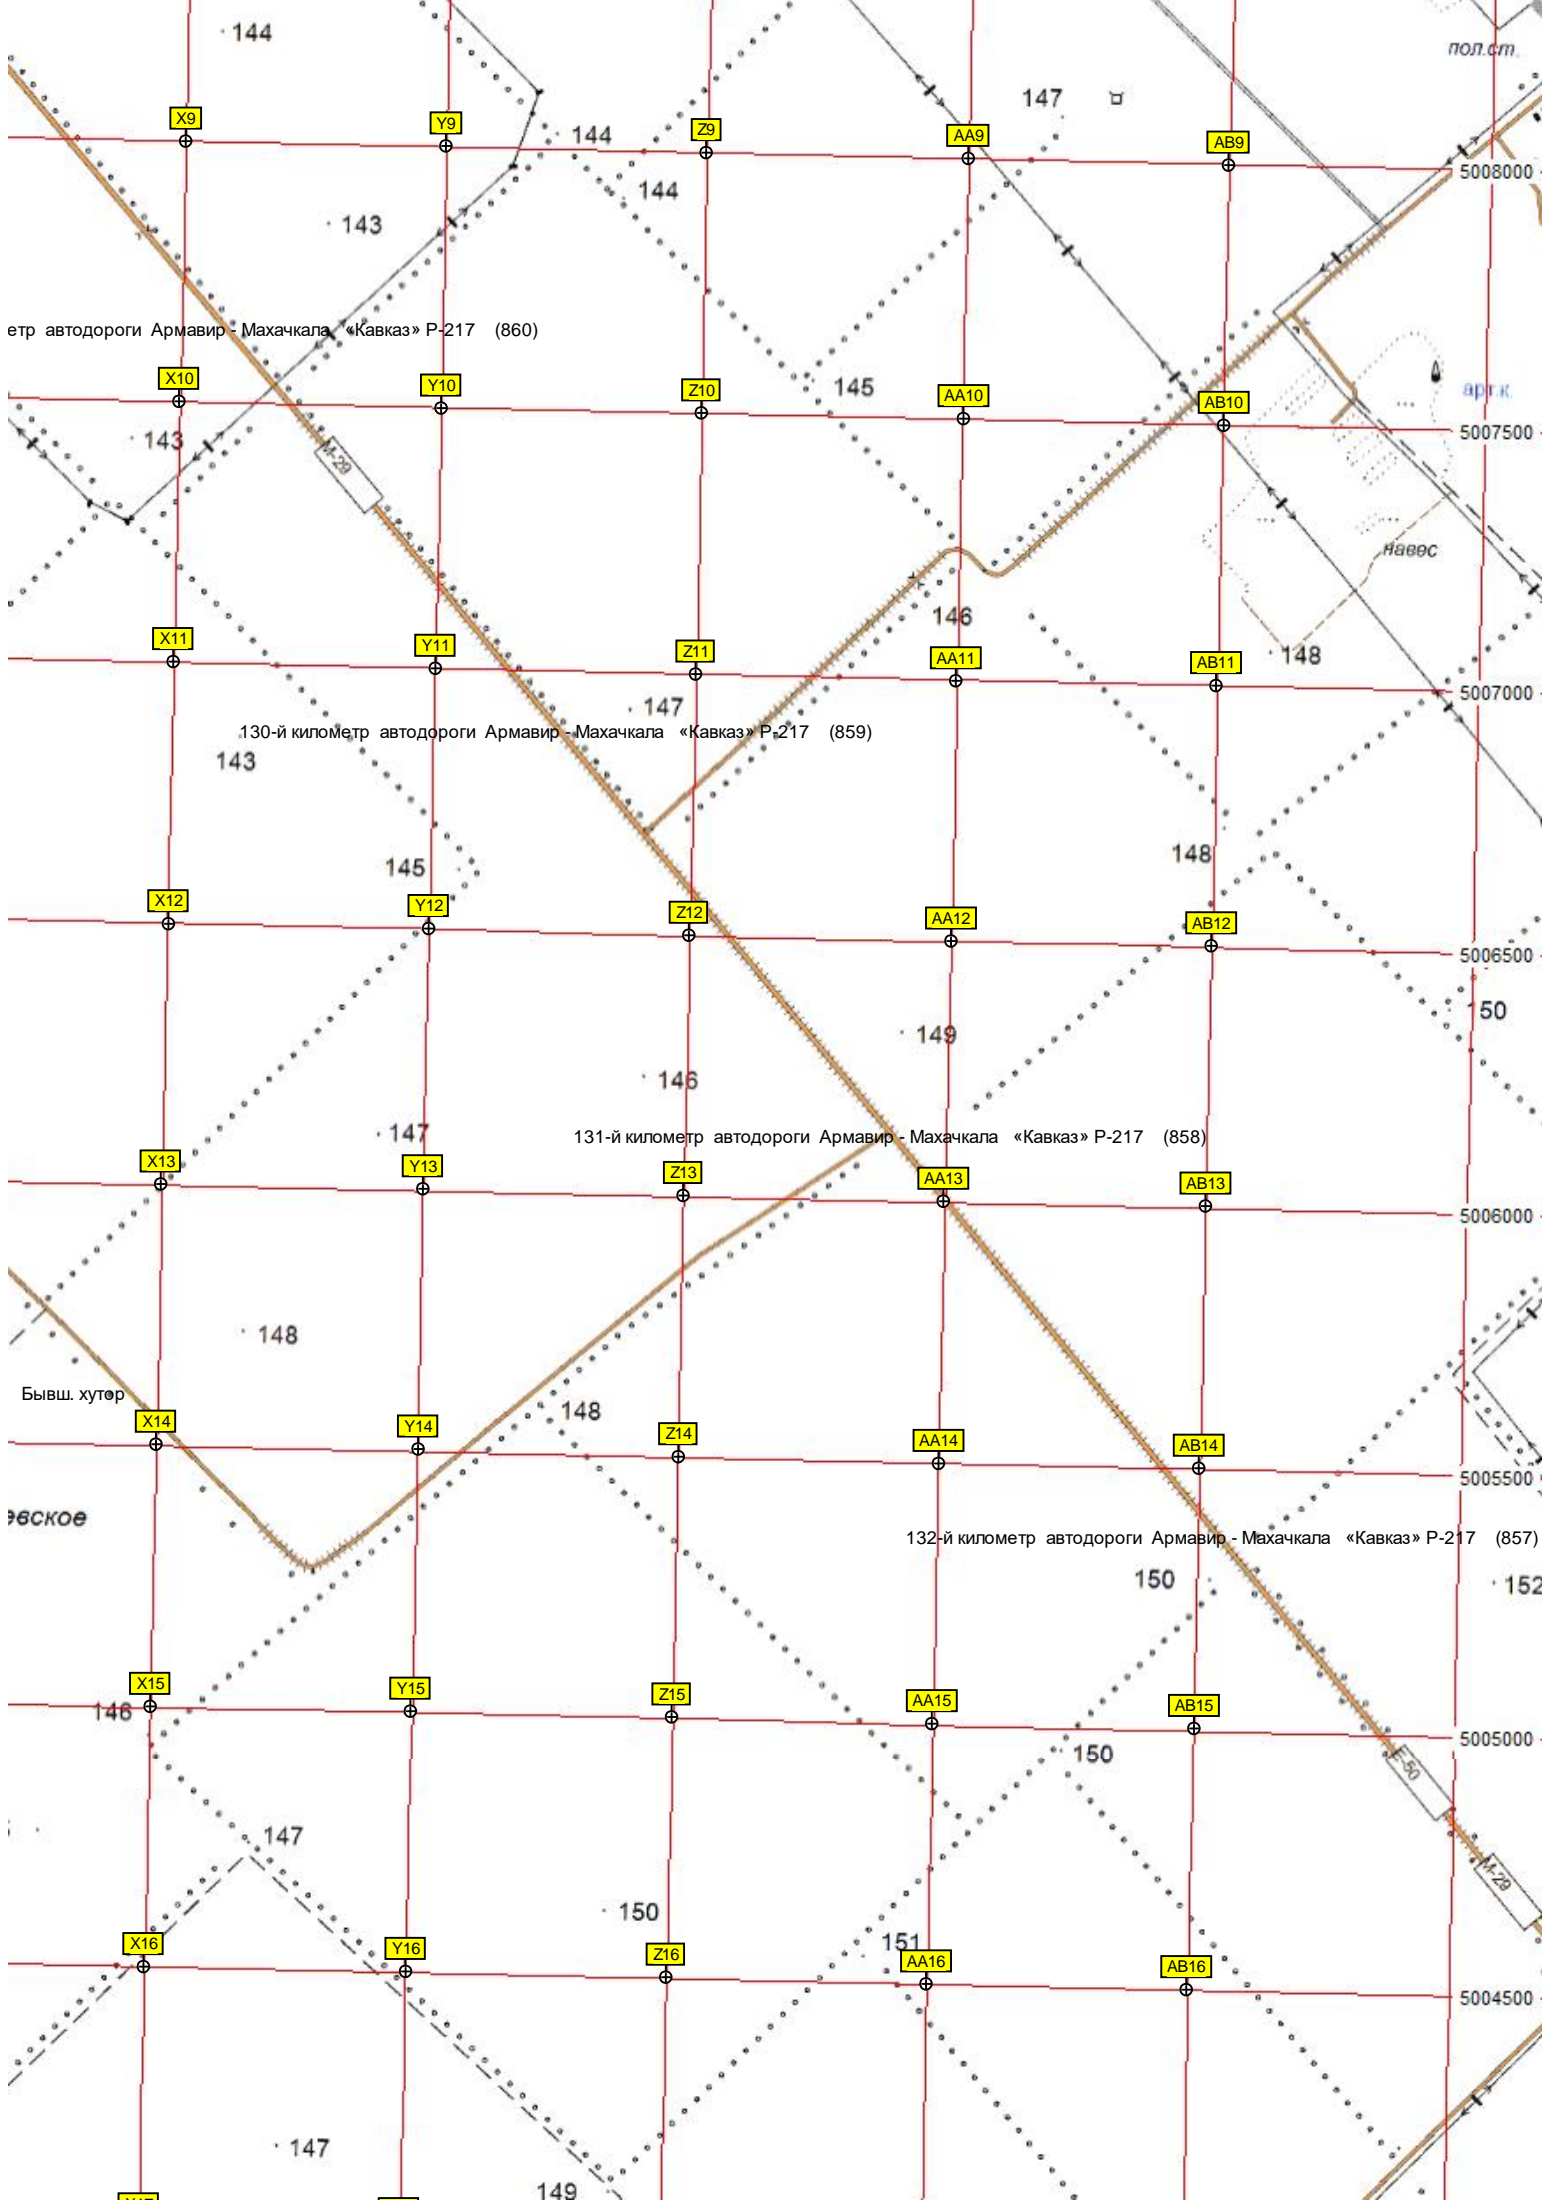 144
пол.ст.
147
X9
Y9
Z9
AA9
AB9
144
5008000
144
143
етр автодороги Армавир - Махачкала «Кавказ» Р-217 (860)
X10
Y10
Z10
145
AA10
AB10
арт.к.
143
5007500
М-29
навес
146
X11
Y11
Z11
AA11
AB11
148
5007000
147
130-й километр автодороги Армавир - Махачкала «Кавказ» Р-217 (859)
143
145
148
X12
Y12
Z12
AA12
AB12
5006500
150
149
146
147
131-й километр автодороги Армавир - Махачкала «Кавказ» Р-217 (858)
X13
Y13
Z13
AA13
AB13
5006000
148
Бывш. хутор
148
X14
Y14
Z14
AA14
AB14
5005500
евское
132-й километр автодороги Армавир - Махачкала «Кавказ» Р-217 (857)
150
152
X15
Y15
Z15
AA15
AB15
146
5005000
150
Е-50
147
М-29
150
151
X16
Y16
Z16
AA16
AB16
5004500
147
149